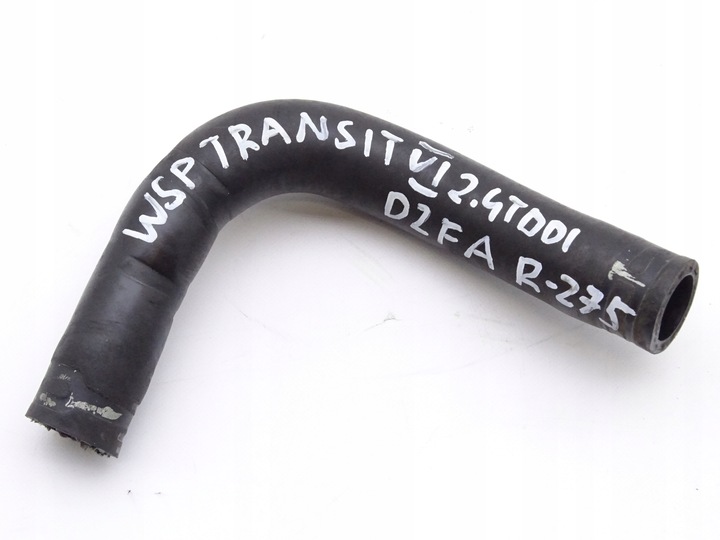 WSP TRANSIT VI 2.4TDDI
D2FA R-275